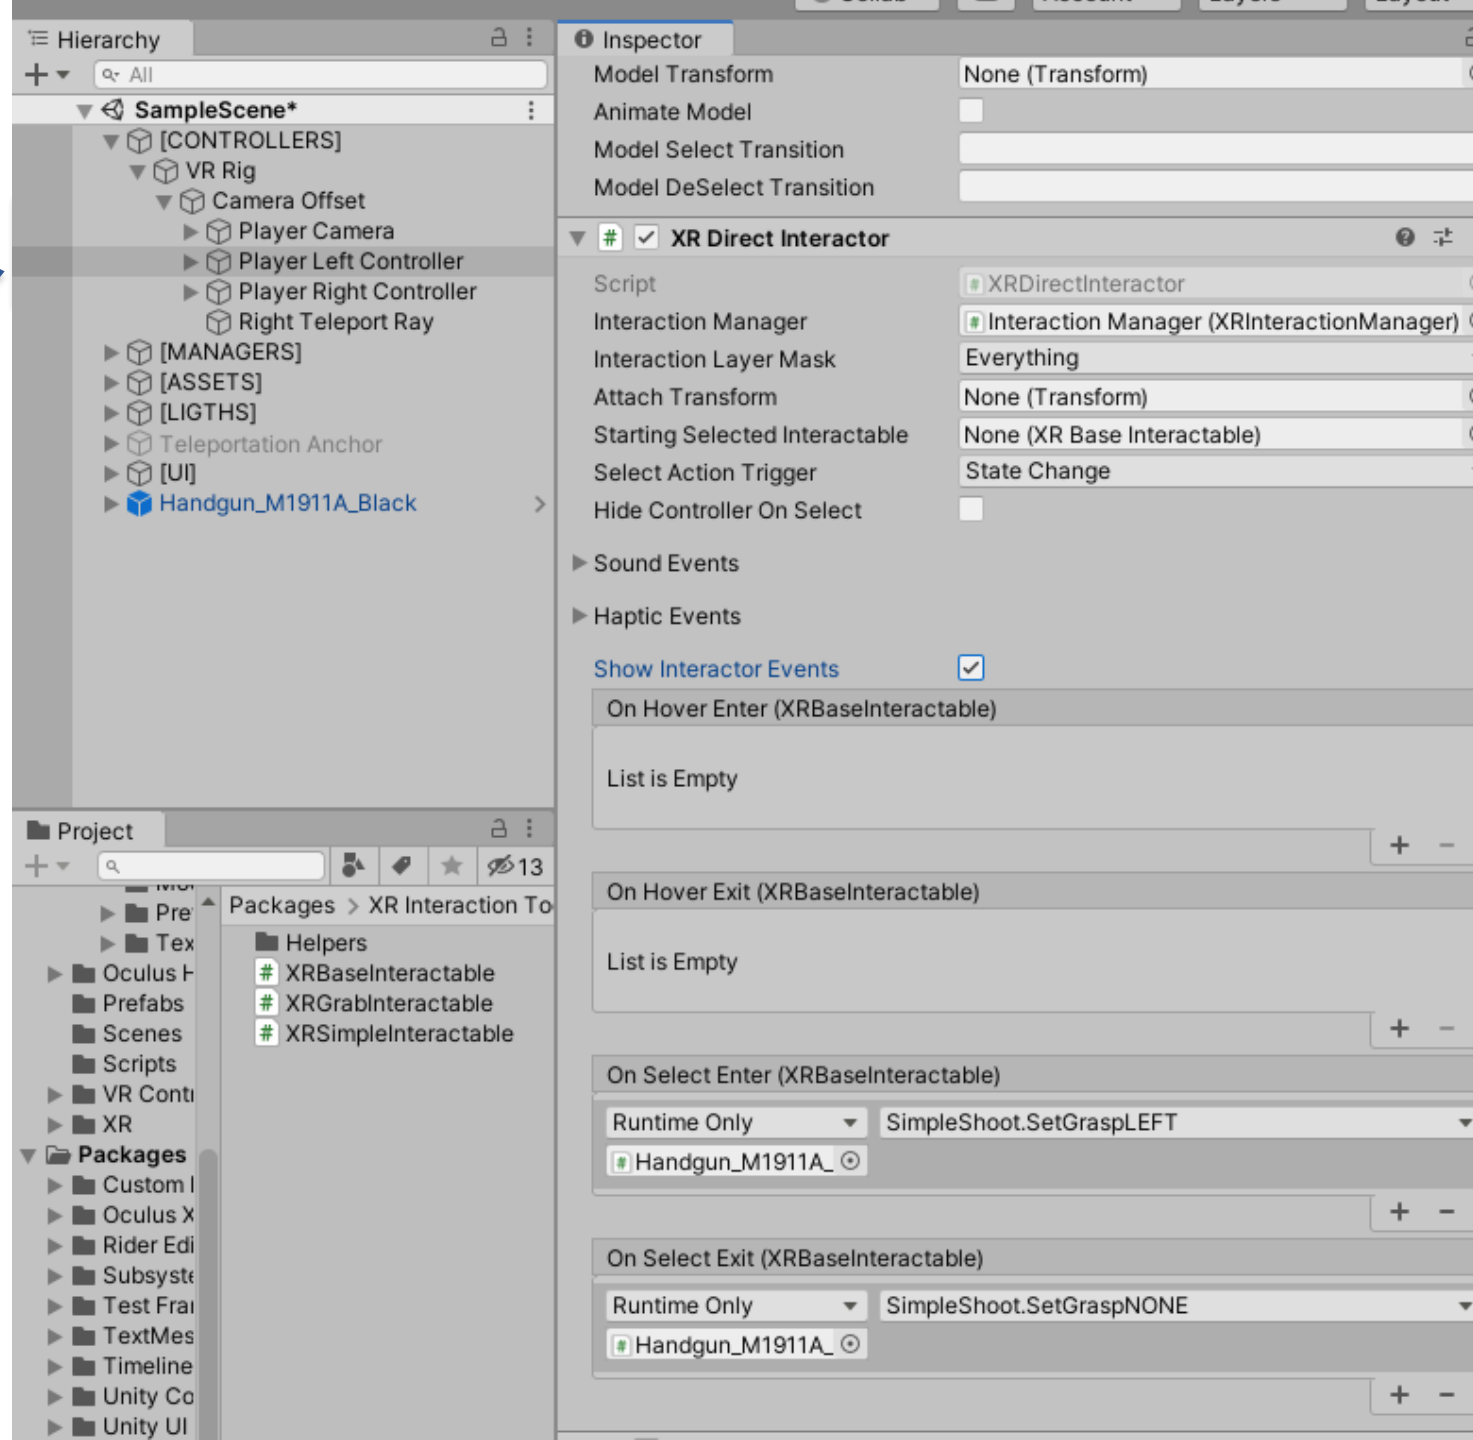 Hierarchy
All
SampleScene*
[CONTROLLERS]
VR Rig
Camera Offset
Player Camera
Player Left Controller
Player Right Controller
Right Teleport Ray
[MANAGERS]
[ASSETS]
[LIGTHS]
Teleportation Anchor
[UI]
Handgun_M1911A_Black
Project
13
Pre
Tex
Oculus H
Prefabs
Scenes
Scripts
VR Cont
XR
Packages
Custom
Oculus X
Rider Edi
Subsyste
Test Fra
TextMes
Timeline
Unity Co
Unity UI
Packages > XR Interaction To
Helpers
XRBaseInteractable
XRGrabInteractable
XRSimpleInteractable
Inspector
Model Transform None (Transform)
Animate Model
Model Select Transition
Model DeSelect Transition
# XR Direct Interactor
Script # XRDirectInteractor
Interaction Manager # Interaction Manager (XRInteractionManager)
Interaction Layer Mask Everything
Attach Transform None (Transform)
Starting Selected Interactable None (XR Base Interactable)
Select Action Trigger State Change
Hide Controller On Select
Sound Events
Haptic Events
Show Interactor Events
On Hover Enter (XRBaseInteractable)
List is Empty
+ −
On Hover Exit (XRBaseInteractable)
List is Empty
+ −
On Select Enter (XRBaseInteractable)
Runtime Only SimpleShoot.SetGraspLEFT
# Handgun_M1911A_
+ −
On Select Exit (XRBaseInteractable)
Runtime Only SimpleShoot.SetGraspNONE
# Handgun_M1911A_
+ −